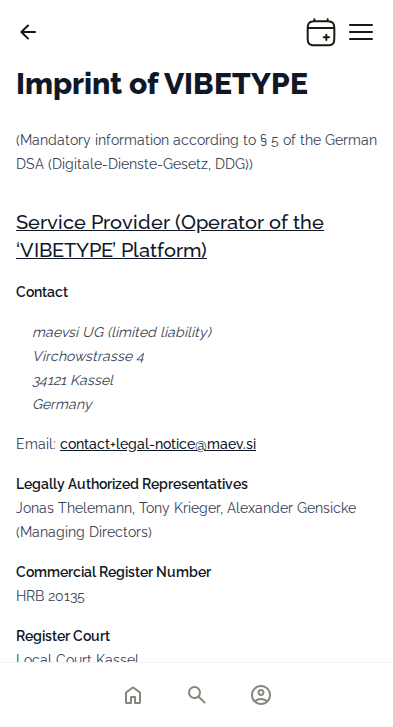 Imprint of VIBETYPE
(Mandatory information according to § 5 of the German
DSA (Digitale-Dienste-Gesetz, DDG))
Service Provider (Operator of the
‘VIBETYPE’ Platform)
Contact
maevsi UG (limited liability)
Virchowstrasse 4
34121 Kassel
Germany
Email: contact+legal-notice@maev.si
Legally Authorized Representatives
Jonas Thelemann, Tony Krieger, Alexander Gensicke
(Managing Directors)
Commercial Register Number
HRB 20135
Register Court
Local Court Kassel